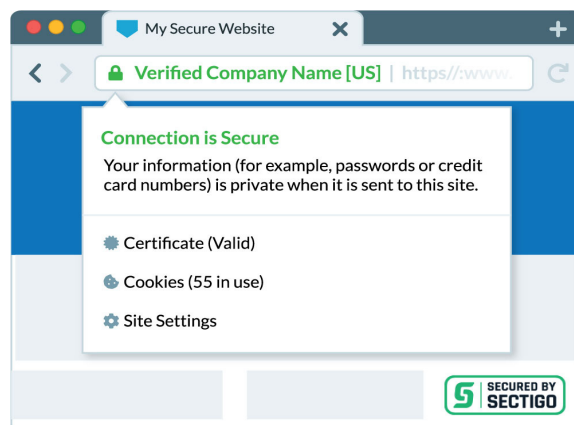 My Secure Website
Verified Company Name [US] | https//:www.
Connection is Secure
Your information (for example, passwords or credit
card numbers) is private when it is sent to this site.
Certificate (Valid)
Cookies (55 in use)
Site Settings
SECURED BY
SECTIGO